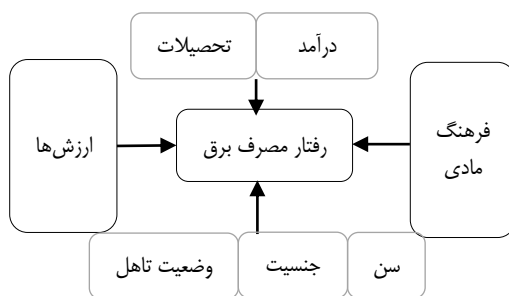 درآمد
تحصیلات
فرهنگ
مادی
رفتار مصرف برق
ارزش‌ها
سن
جنسیت
وضعیت تاهل